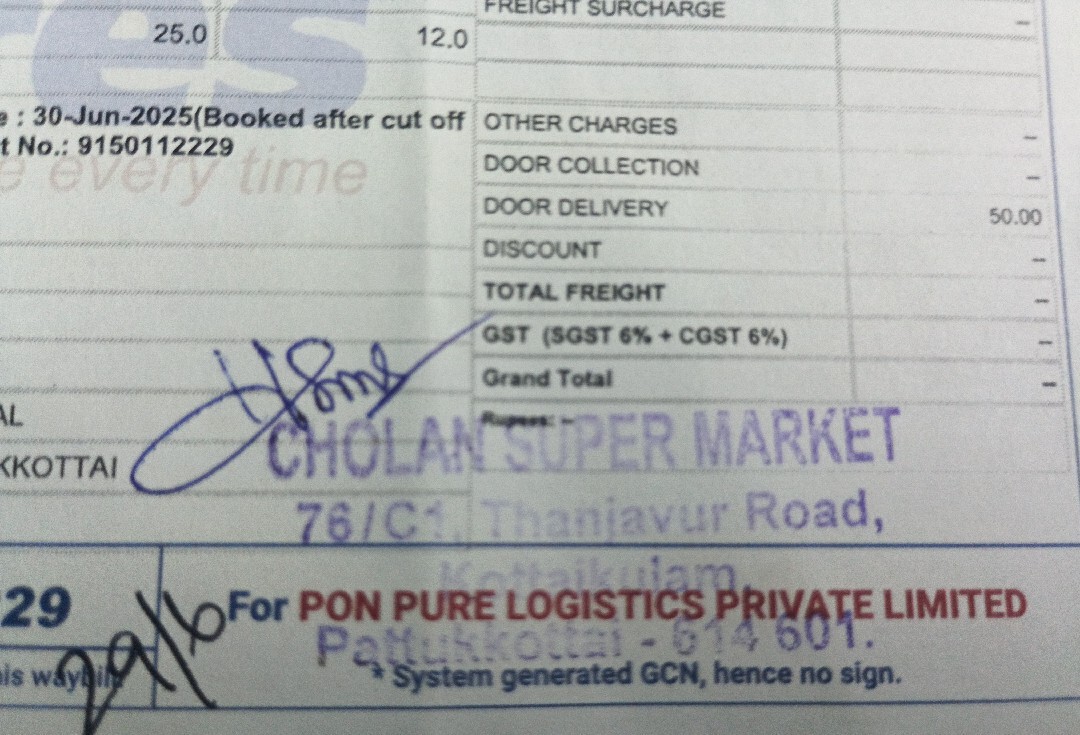 FREIGHT SURCHARGE –
25.0 12.0
e : 30-Jun-2025(Booked after cut off
t No.: 9150112229
e every time
OTHER CHARGES –
DOOR COLLECTION –
DOOR DELIVERY 50.00
DISCOUNT –
TOTAL FREIGHT –
GST (SGST 6% + CGST 6%) –
Grand Total –
Rupees: –
AL
KKOTTAI
CHOLAN SUPER MARKET
76/C1, Thanjavur Road,
Kottaikulam,
Pattukkottai - 614 601.
29
29/6
For PON PURE LOGISTICS PRIVATE LIMITED
his waybill
* System generated GCN, hence no sign.